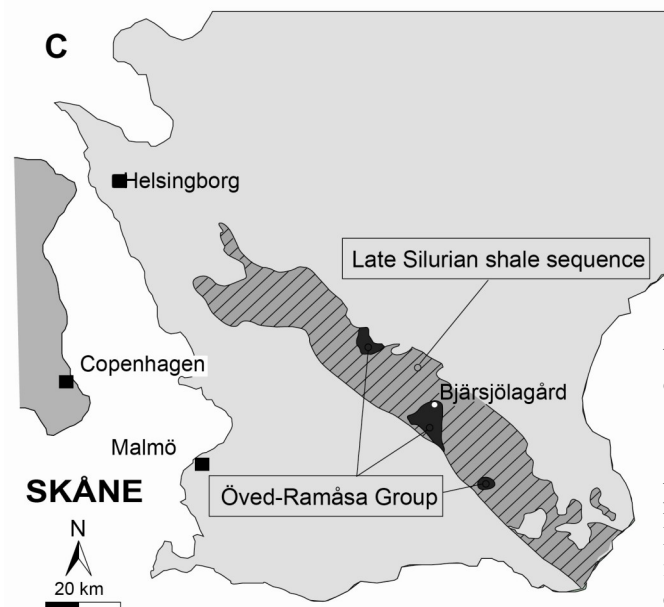 C
Helsingborg
Late Silurian shale sequence
Copenhagen
Bjärsjölagård
Malmö
SKÅNE
Öved-Ramåsa Group
N
20 km